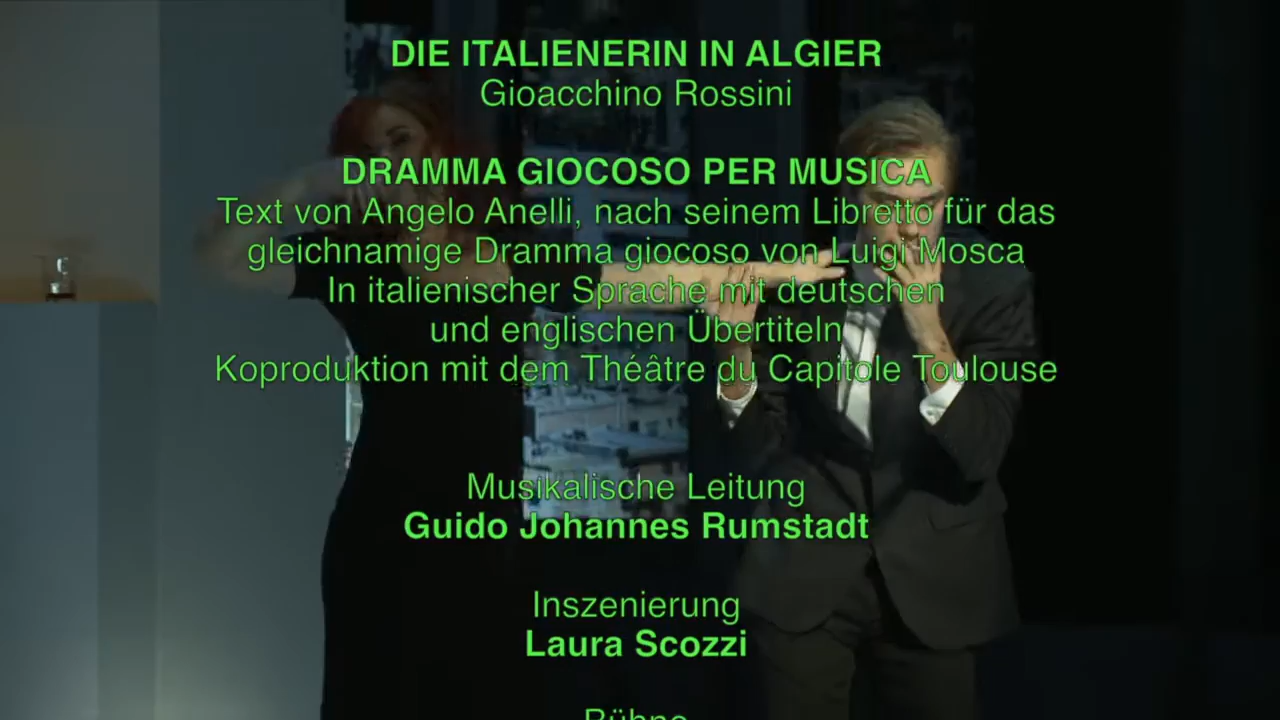 DIE ITALIENERIN IN ALGIER
Gioacchino Rossini
DRAMMA GIOCOSO PER MUSICA
Text von Angelo Anelli, nach seinem Libretto für das
gleichnamige Dramma giocoso von Luigi Mosca
In italienischer Sprache mit deutschen
und englischen Übertiteln
Koproduktion mit dem Théâtre du Capitole Toulouse
Musikalische Leitung
Guido Johannes Rumstadt
Inszenierung
Laura Scozzi
Bühne